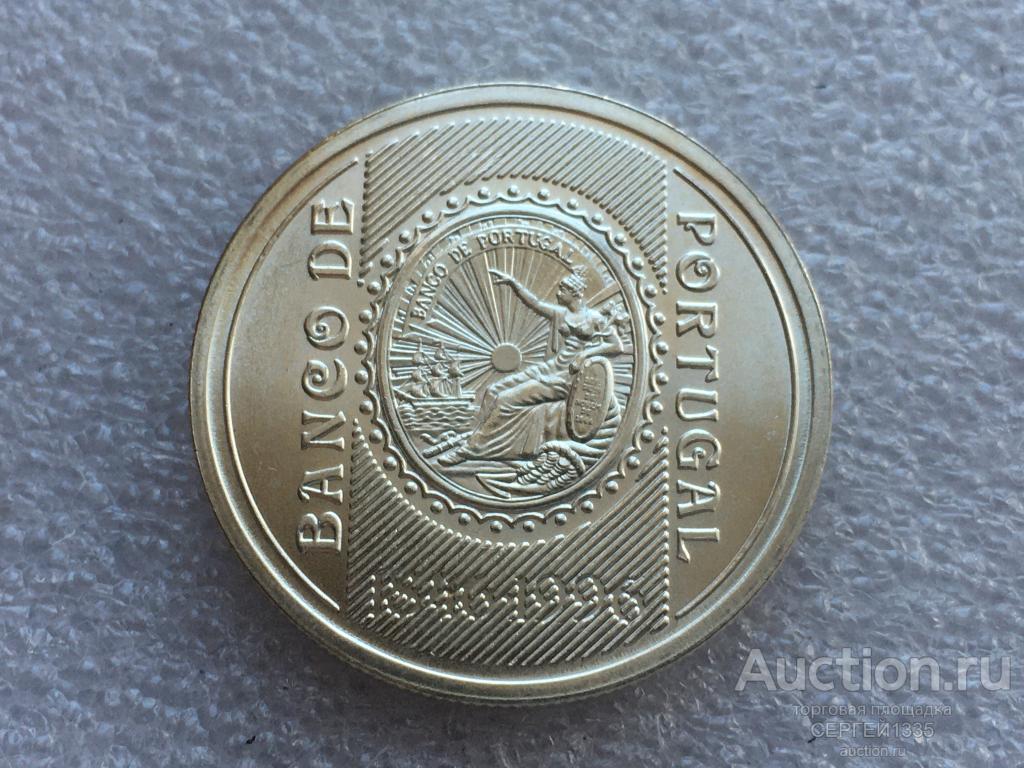 BANCO DE
PORTUGAL
BANCO DE PORTUGAL
1846-1996
Auction.ru
торговая площадка
СЕРГЕЙ1335
auction.ru